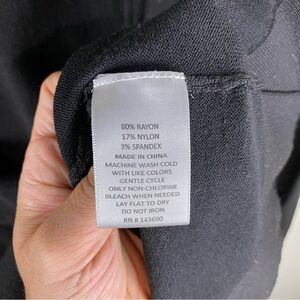 80% RAYON
17% NYLON
3% SPANDEX
MADE IN CHINA
MACHINE WASH COLD
WITH LIKE COLORS
GENTLE CYCLE
ONLY NON-CHLORINE
BLEACH WHEN NEEDED
LAY FLAT TO DRY
DO NOT IRON
RN # 143690